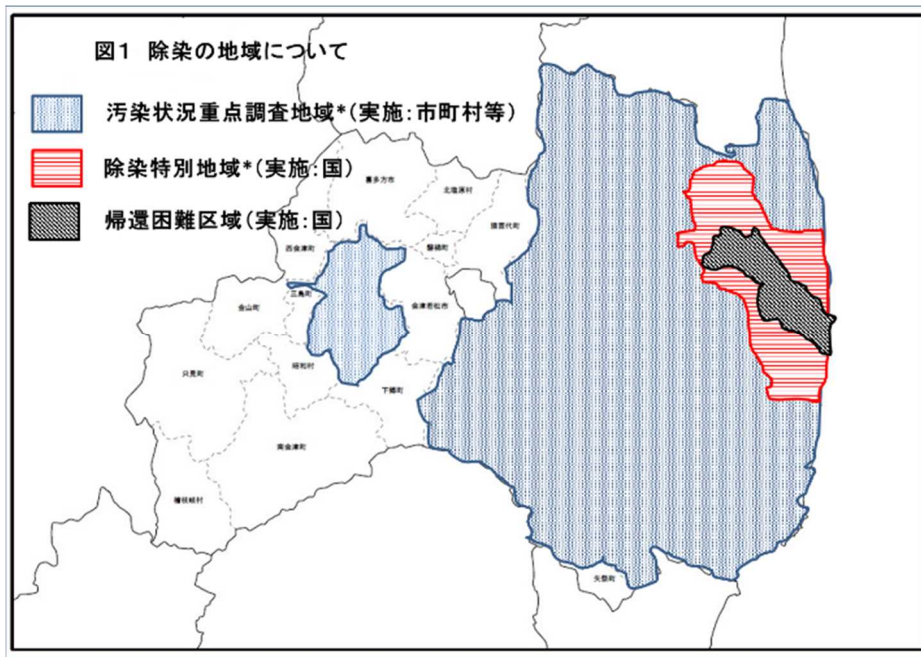 図1 除染の地域について
汚染状況重点調査地域*(実施:市町村等)
除染特別地域*(実施:国)
帰還困難区域(実施:国)
喜多方市
北塩原村
猪苗代町
西会津町
磐梯町
三島町
会津若松市
金山町
昭和村
只見町
下郷町
南会津町
檜枝岐村
矢祭町